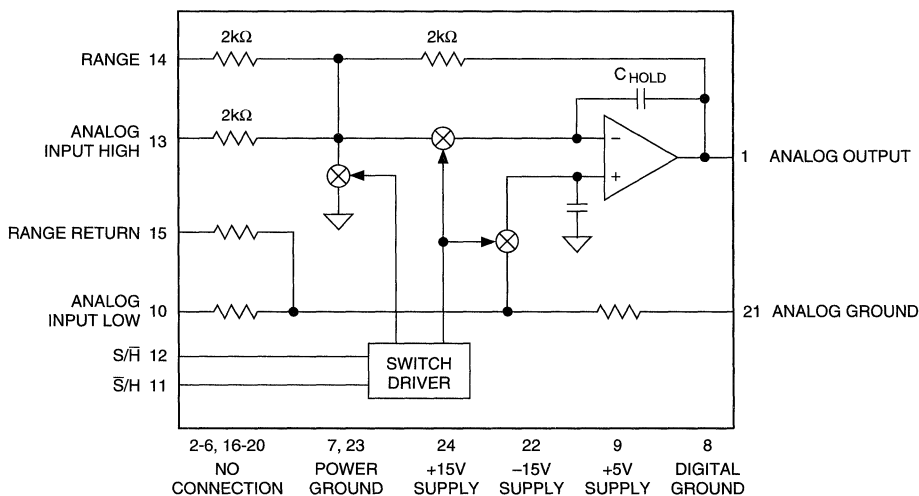 2kΩ
2kΩ
RANGE 14
C HOLD
2kΩ
ANALOG
INPUT HIGH 13
−
1 ANALOG OUTPUT
+
RANGE RETURN 15
ANALOG
INPUT LOW 10
21 ANALOG GROUND
S/H̅ 12
S̅/H 11
SWITCH
DRIVER
2-6, 16-20
NO
CONNECTION
7, 23
POWER
GROUND
24
+15V
SUPPLY
22
−15V
SUPPLY
9
+5V
SUPPLY
8
DIGITAL
GROUND